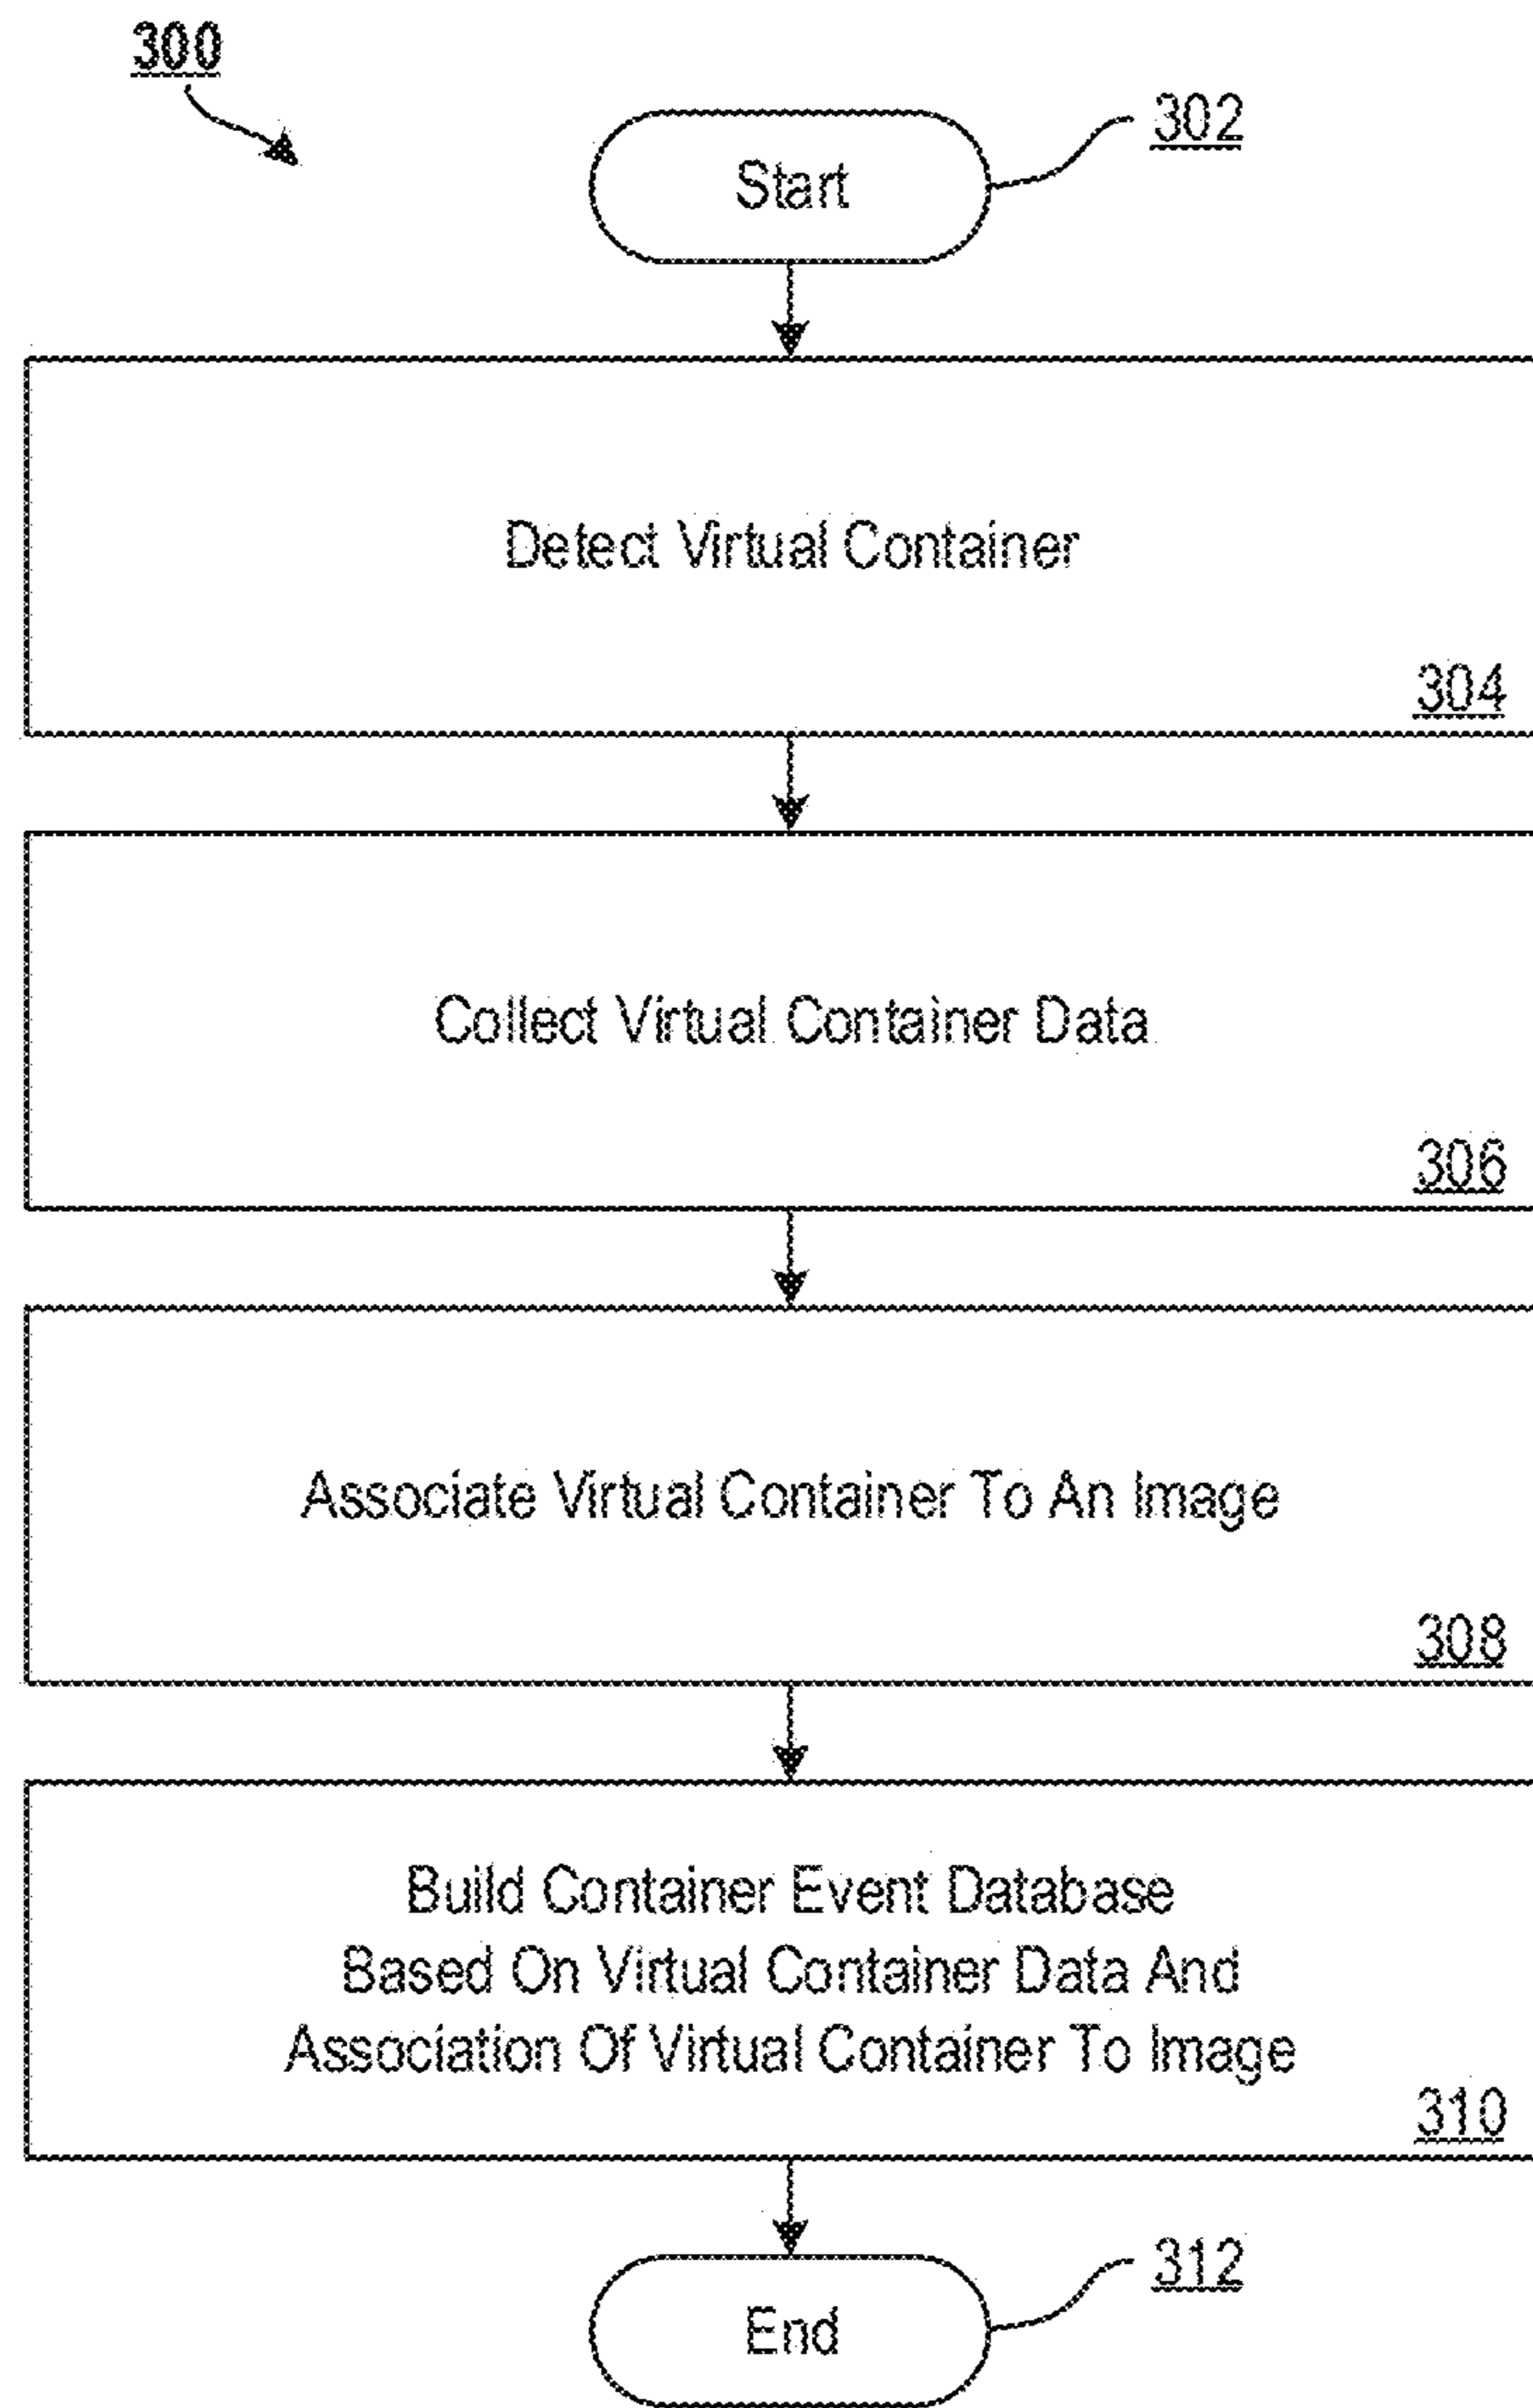 300
302
Start
Detect Virtual Container
304
Collect Virtual Container Data
306
Associate Virtual Container To An Image
308
Build Container Event Database
Based On Virtual Container Data And
Association Of Virtual Container To Image
310
312
End